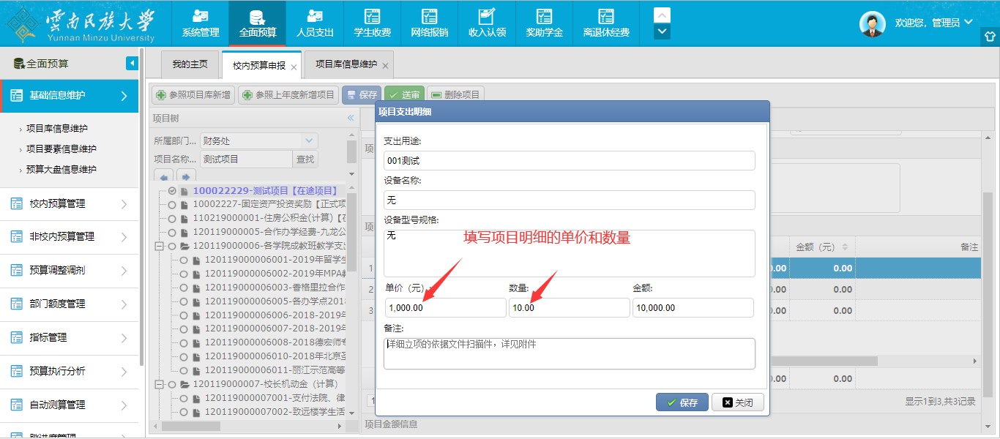 雲南民族大學
Yunnan Minzu University
系统管理
全面预算
人员支出
学生收费
网络报销
收入认领
奖助学金
离退休经费
欢迎您，管理员
全面预算
我的主页
校内预算申报
项目库信息维护
基础信息维护
项目库信息维护
项目要素信息维护
预算大盘信息维护
校内预算管理
非校内预算管理
预算调整调剂
部门额度管理
指标管理
预算执行分析
自动测算管理
参照项目库新增
参照上年度新增项目
保存
送审
删除项目
项目树
所属部门...
财务处
项目名称...
测试项目
查找
100022229-测试项目【在途项目】
10002227-固定资产投资奖励【正式项
110219000001-住房公积金(计算)【在
120119000005-合作办学经费-九龙公
120119000006-各学院成教班教学支出
120119000006001-2019年留学生
120119000006002-2019年MPA教
120119000006003-香格里拉合作
120119000006005-各办学点2018
120119000006006-2018-2019年
120119000006007-2018-2019年
120119000006008-2018德宏师专
120119000006010-2018年北京圣
120119000006011-丽江示范高等
120119000007-校长机动金（计算）
120119000007001-支付法院、律
120119000007002-致远楼学生活
项目支出明细
支出用途:
001测试
设备名称:
无
设备型号规格:
无
填写项目明细的单价和数量
单价（元）:
数量:
金额:
1,000.00
10.00
10,000.00
备注:
详细立项的依据文件扫描件，详见附件
保存
关闭
项
项
金额（元）
备注
1
.00
0.00
2
0.00
0.00
3
0.00
0.00
0.00
0.00
1
显示1到3,共3记录
项目金额信息